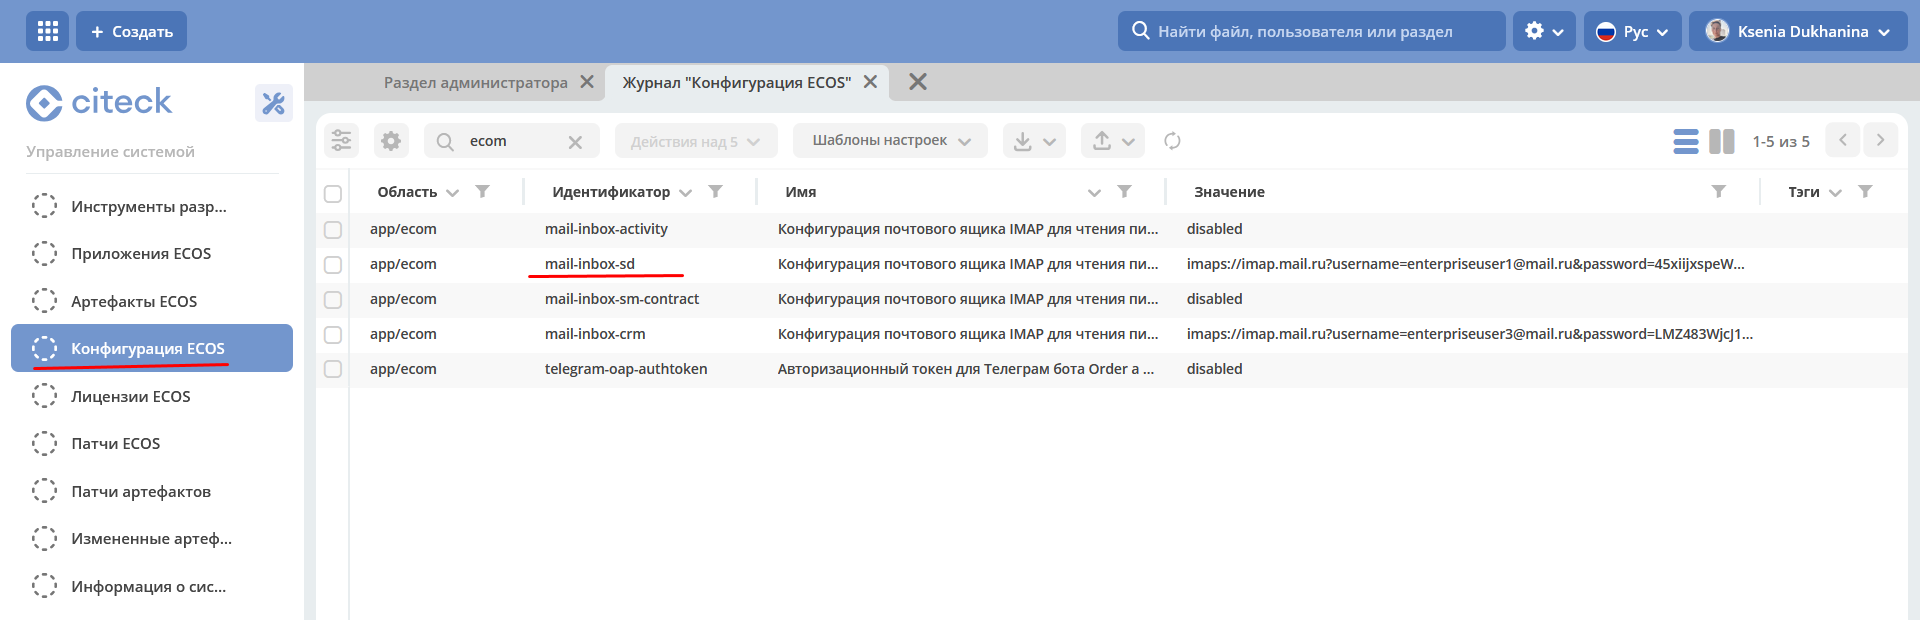 Создать
Найти файл, пользователя или раздел
Рус
Ksenia Dukhanina
citeck
Управление системой
Инструменты разр...
Приложения ECOS
Артефакты ECOS
Конфигурация ECOS
Лицензии ECOS
Патчи ECOS
Патчи артефактов
Измененные артеф...
Информация о сис...
Раздел администратора
Журнал "Конфигурация ECOS"
ecom
Действия над 5
Шаблоны настроек
1-5 из 5
Область Идентификатор Имя Значение Тэги
app/ecom mail-inbox-activity Конфигурация почтового ящика IMAP для чтения пи... disabled
app/ecom mail-inbox-sd Конфигурация почтового ящика IMAP для чтения пи... imaps://imap.mail.ru?username=enterpriseuser1@mail.ru&password=45xiijxspeW...
app/ecom mail-inbox-sm-contract Конфигурация почтового ящика IMAP для чтения пи... disabled
app/ecom mail-inbox-crm Конфигурация почтового ящика IMAP для чтения пи... imaps://imap.mail.ru?username=enterpriseuser3@mail.ru&password=LMZ483WjcJ1...
app/ecom telegram-oap-authtoken Авторизационный токен для Телеграм бота Order a ... disabled